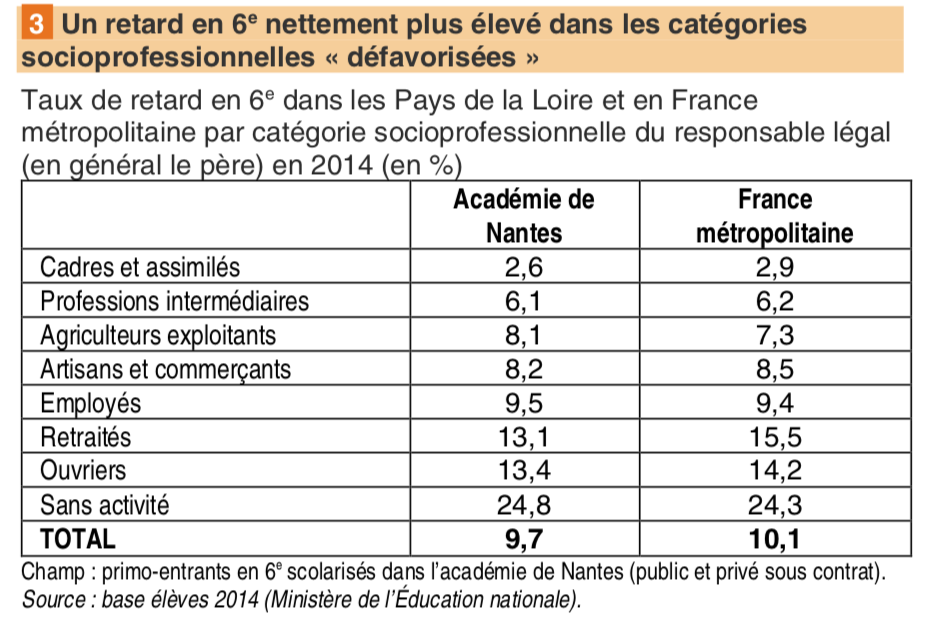 3 Un retard en 6e nettement plus élevé dans les catégories
socioprofessionnelles « défavorisées »
Taux de retard en 6e dans les Pays de la Loire et en France
métropolitaine par catégorie socioprofessionnelle du responsable légal
(en général le père) en 2014 (en %)
Académie de Nantes France métropolitaine
Cadres et assimilés 2,6 2,9
Professions intermédiaires 6,1 6,2
Agriculteurs exploitants 8,1 7,3
Artisans et commerçants 8,2 8,5
Employés 9,5 9,4
Retraités 13,1 15,5
Ouvriers 13,4 14,2
Sans activité 24,8 24,3
TOTAL 9,7 10,1
Champ : primo-entrants en 6e scolarisés dans l'académie de Nantes (public et privé sous contrat).
Source : base élèves 2014 (Ministère de l'Éducation nationale).